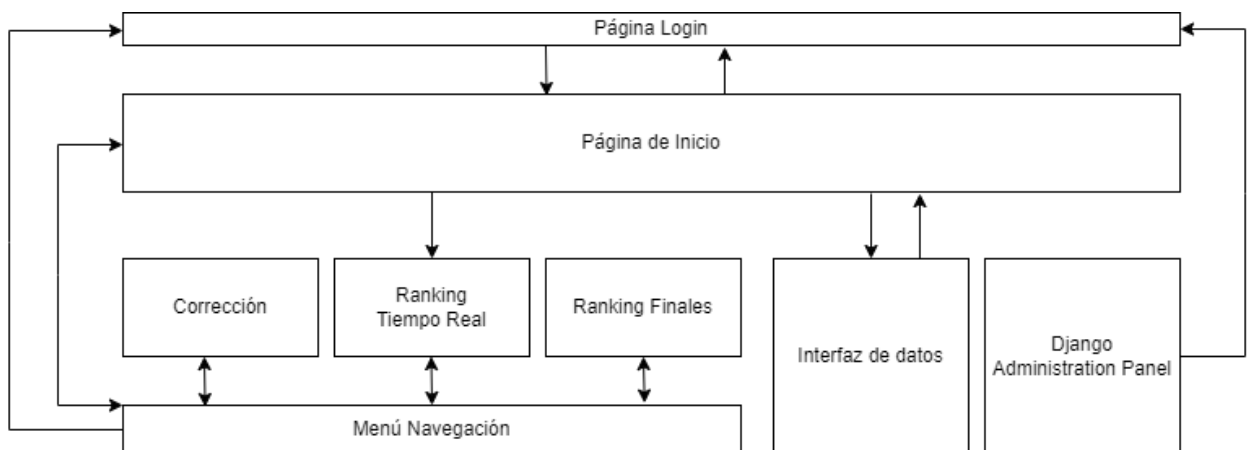 Página Login
Página de Inicio
Corrección
Ranking
Tiempo Real
Ranking Finales
Interfaz de datos
Django
Administration Panel
Menú Navegación